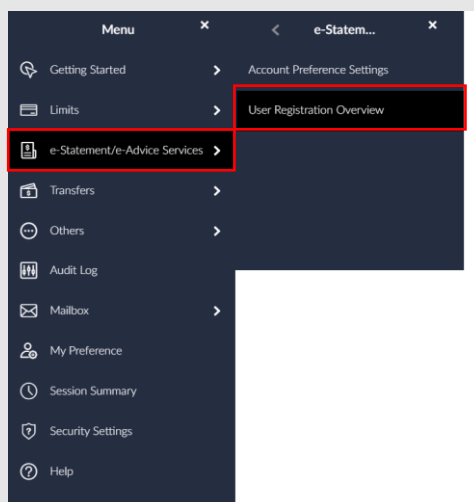 Menu
Getting Started
Limits
e-Statement/e-Advice Services
Transfers
Others
Audit Log
Mailbox
My Preference
Session Summary
Security Settings
Help
e-Statem...
Account Preference Settings
User Registration Overview